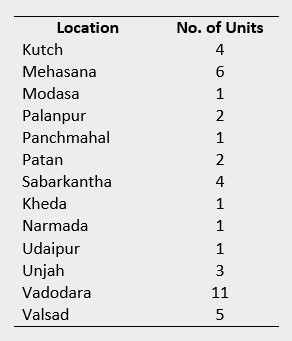 Location No. of Units
Kutch 4
Mehasana 6
Modasa 1
Palanpur 2
Panchmahal 1
Patan 2
Sabarkantha 4
Kheda 1
Narmada 1
Udaipur 1
Unjah 3
Vadodara 11
Valsad 5